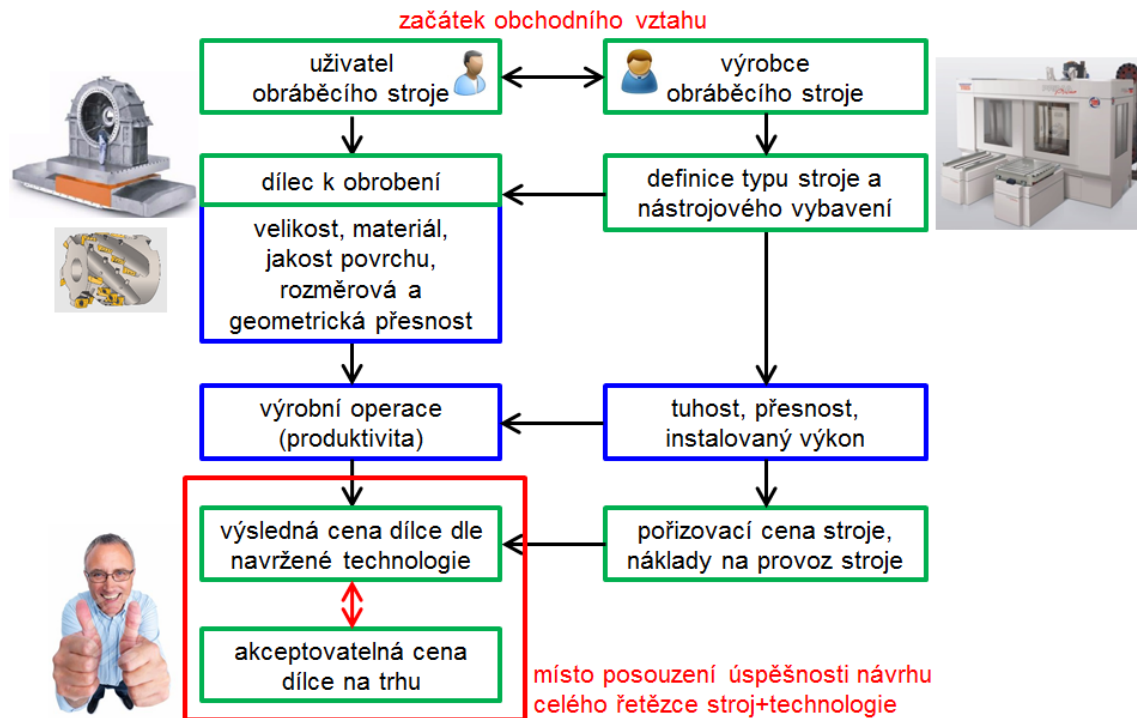 začátek obchodního vztahu
uživatel
obráběcího stroje
výrobce
obráběcího stroje
dílec k obrobení
definice typu stroje a
nástrojového vybavení
velikost, materiál,
jakost povrchu,
rozměrová a
geometrická přesnost
výrobní operace
(produktivita)
tuhost, přesnost,
instalovaný výkon
výsledná cena dílce dle
navržené technologie
pořizovací cena stroje,
náklady na provoz stroje
akceptovatelná cena
dílce na trhu
místo posouzení úspěšnosti návrhu
celého řetězce stroj+technologie